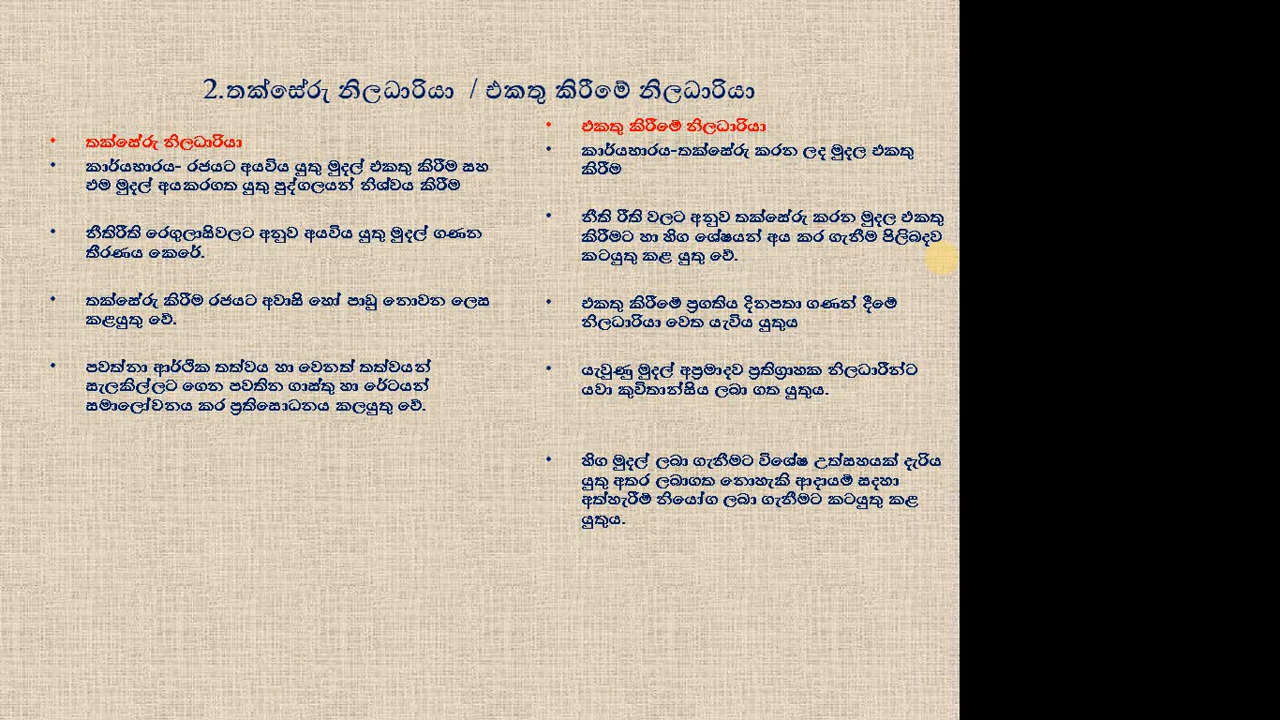 2.තක්සේරු නිලධාරියා / එකතු කිරීමේ නිලධාරියා
තක්සේරු නිලධාරියා
කාර්යභාරය- රජයට අයවිය යුතු මුදල් එකතු කිරීම සහ
එම මුදල් අයකරගත යුතු පුද්ගලයන් නිශ්චය කිරීම
නීතිරීති රෙගුලාසිවලට අනුව අයවිය යුතු මුදල් ගණන
තීරණය කෙරේ.
තක්සේරු කිරීම රජයට අවාසි හෝ පාඩු නොවන ලෙස
කළයුතු වේ.
පවත්නා ආර්ථික තත්වය හා වෙනත් තත්වයන්
සැලකිල්ලට ගෙන පවතින ගාස්තු හා රේටයන්
සමාලෝචනය කර ප්‍රතිසොධනය කලයුතු වේ.
එකතු කිරීමේ නිලධාරියා
කාර්යභාරය-තක්සේරු කරන ලද මුදල එකතු
කිරීම
නීති රීති වලට අනුව තක්සේරු කරන මුදල එකතු
කිරීමට හා හිග ශේෂයන් අය කර ගැනීම පිලිබදව
කටයුතු කළ යුතු වේ.
එකතු කිරීමේ ප්‍රගතිය දිනපතා ගණන් දීමේ
නිලධාරියා වෙත යැවිය යුතුය
යැවුණු මුදල් අප්‍රමාදව ප්‍රතිග්‍රාහක නිලධාරීන්ට
යවා කුවිතාන්සිය ලබා ගත යුතුය.
හිග මුදල් ලබා ගැනීමට විශේෂ උත්සහයක් දැරිය
යුතු අතර ලබාගත නොහැකි ආදායම් සදහා
අත්හැරීම් නියෝග ලබා ගැනීමට කටයුතු කළ
යුතුය.